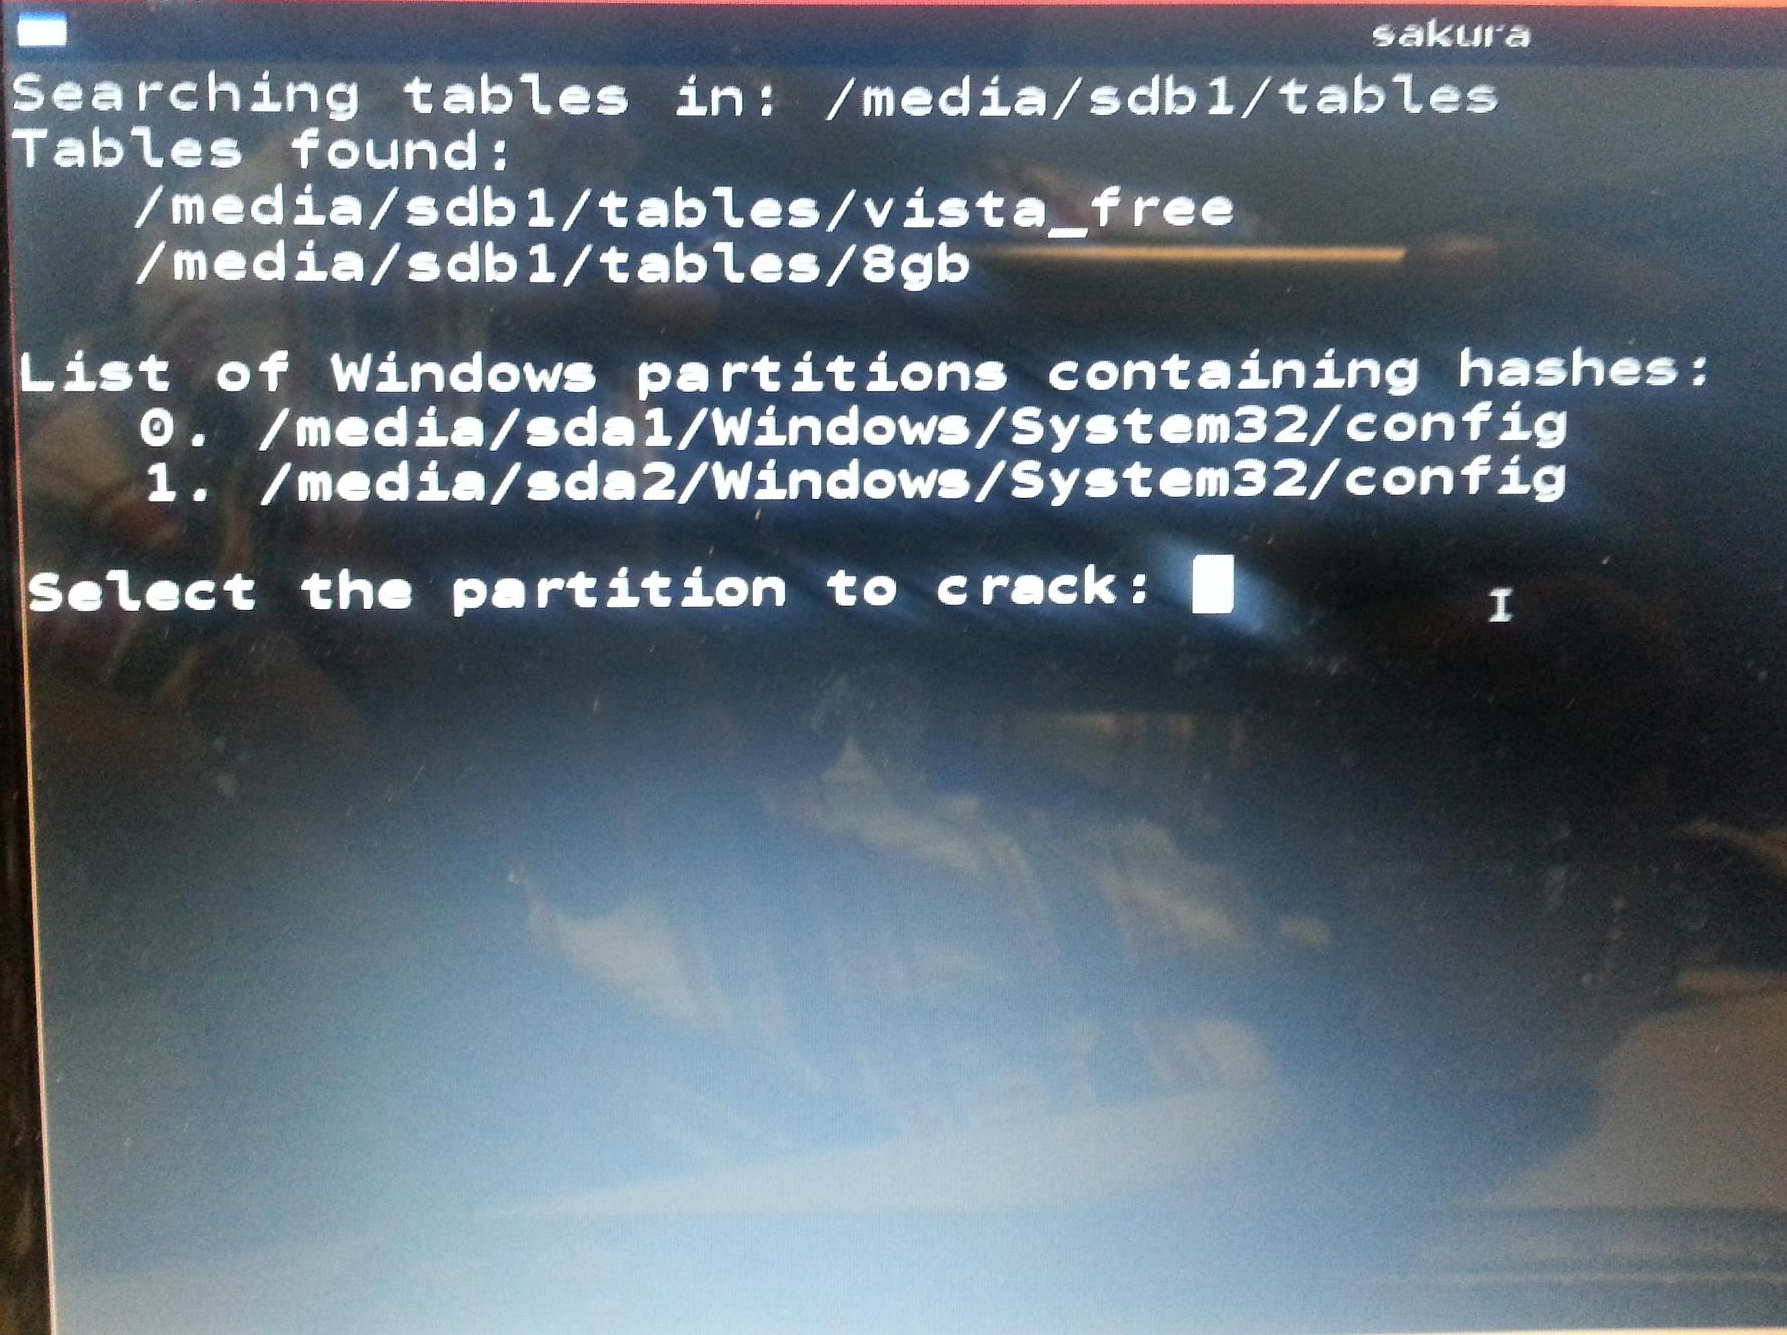 sakura
Searching tables in: /media/sdb1/tables
Tables found:
/media/sdb1/tables/vista_free
/media/sdb1/tables/8gb
List of Windows partitions containing hashes:
0. /media/sda1/Windows/System32/config
1. /media/sda2/Windows/System32/config
Select the partition to crack: